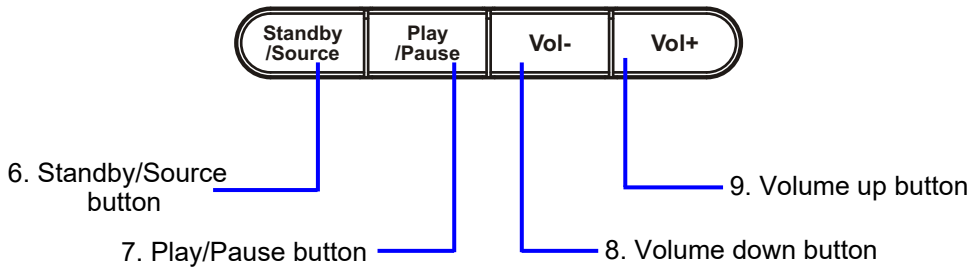 Standby
/Source
Play
/Pause
Vol-
Vol+
6. Standby/Source
button
7. Play/Pause button
8. Volume down button
9. Volume up button